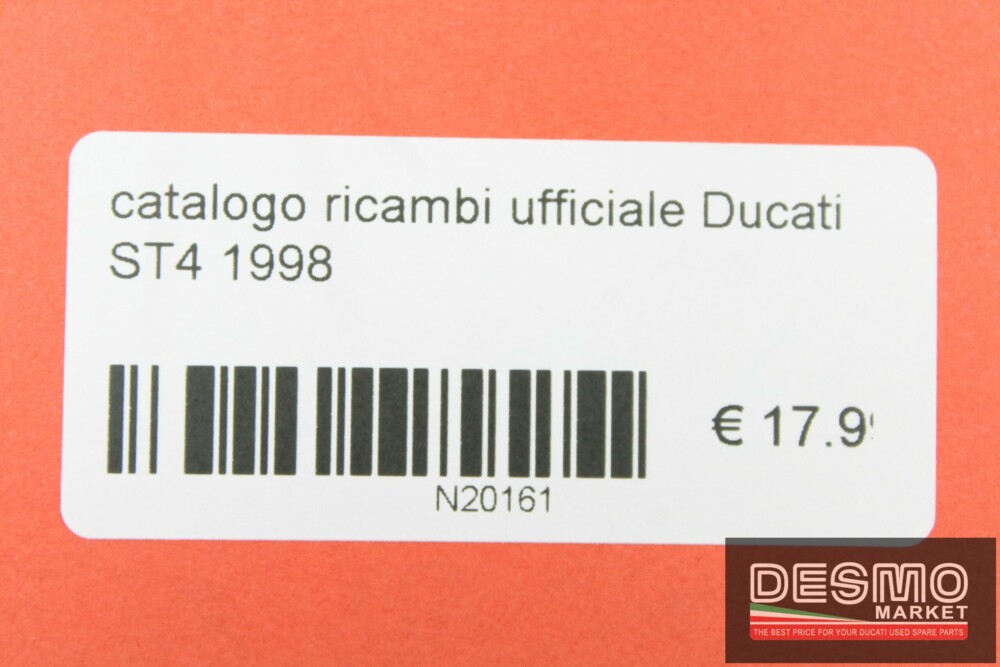 catalogo ricambi ufficiale Ducati
ST4 1998
€ 17.9
N20161
DESMO
MARKET
THE BEST PRICE FOR YOUR DUCATI USED SPARE PARTS